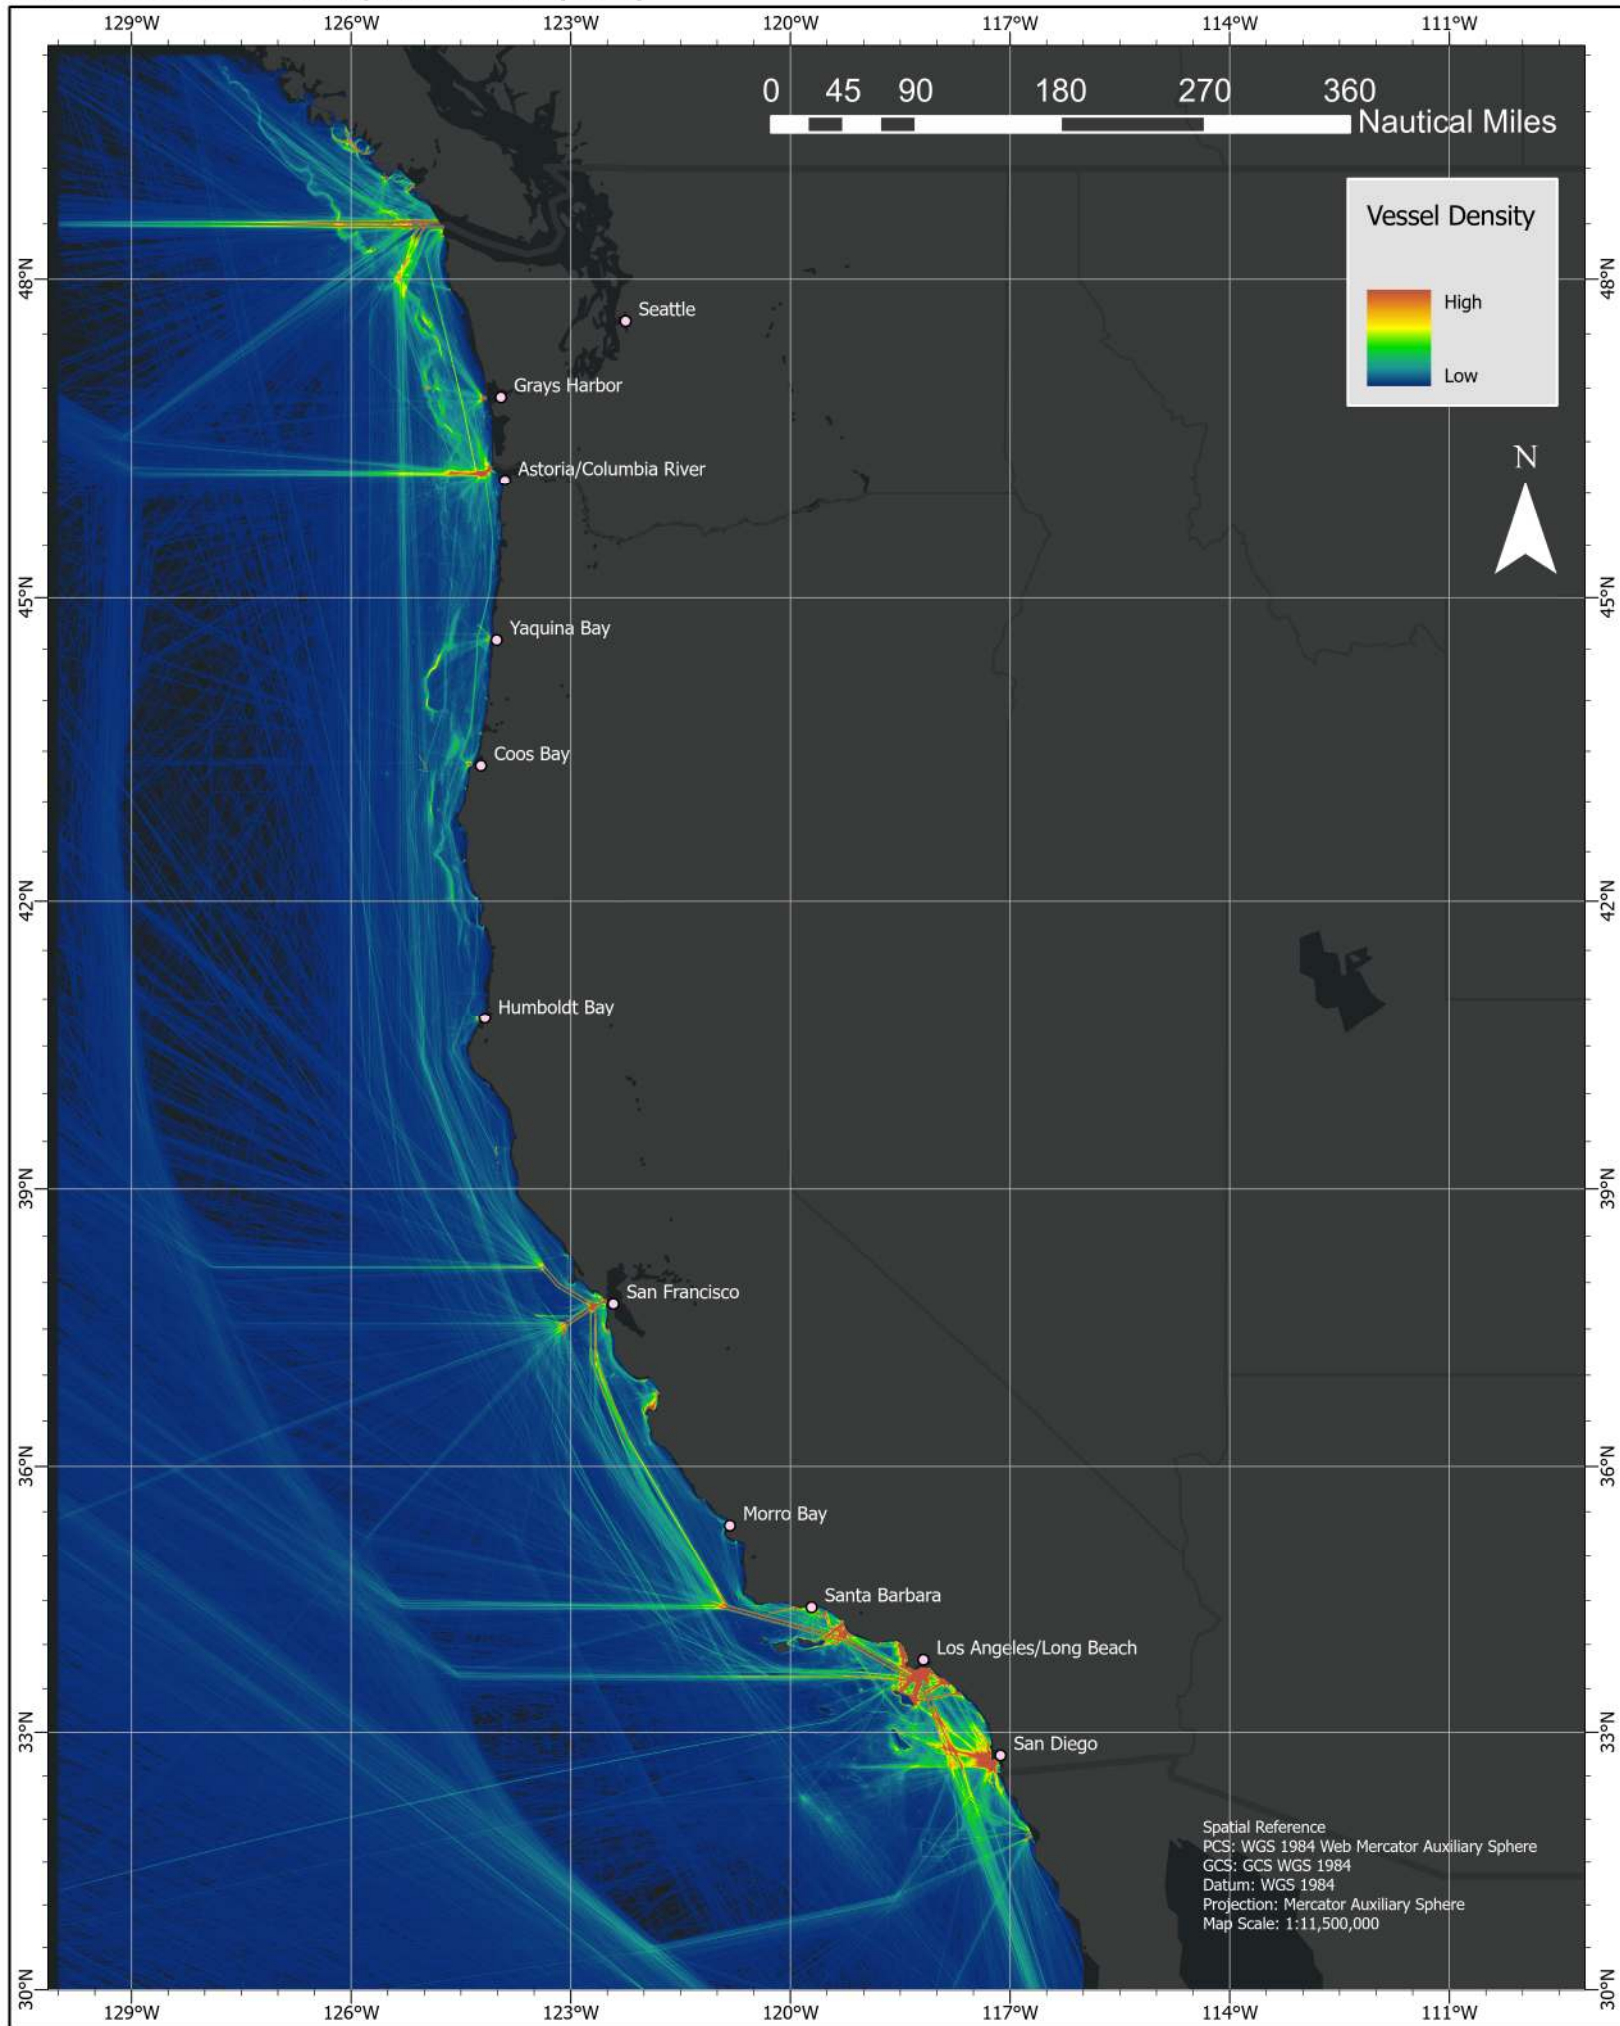 129°W 126°W 123°W 120°W 117°W 114°W 111°W
0 45 90 180 270 360
Nautical Miles
Vessel Density
High
Low
N
48°N 48°N
Seattle
Grays Harbor
Astoria/Columbia River
45°N 45°N
Yaquina Bay
Coos Bay
42°N 42°N
Humboldt Bay
39°N 39°N
San Francisco
36°N 36°N
Morro Bay
Santa Barbara
Los Angeles/Long Beach
33°N 33°N
San Diego
Spatial Reference
PCS: WGS 1984 Web Mercator Auxiliary Sphere
GCS: GCS WGS 1984
Datum: WGS 1984
Projection: Mercator Auxiliary Sphere
Map Scale: 1:11,500,000
30°N 30°N
129°W 126°W 123°W 120°W 117°W 114°W 111°W